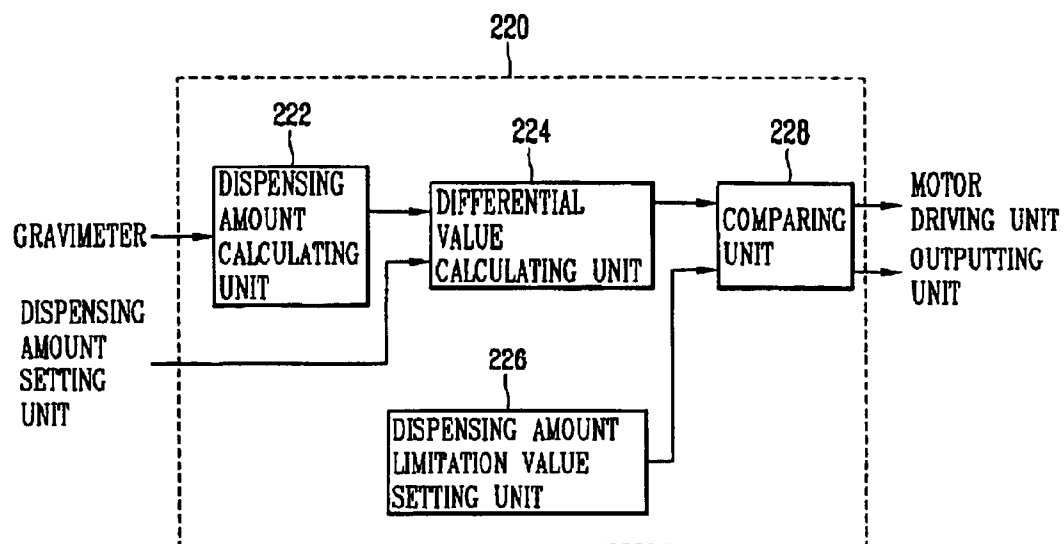 220
222
DISPENSING
AMOUNT
CALCULATING
UNIT
224
DIFFERENTIAL
VALUE
CALCULATING UNIT
228
COMPARING
UNIT
MOTOR
DRIVING UNIT
OUTPUTTING
UNIT
GRAVIMETER
DISPENSING
AMOUNT
SETTING
UNIT
226
DISPENSING AMOUNT
LIMITATION VALUE
SETTING UNIT